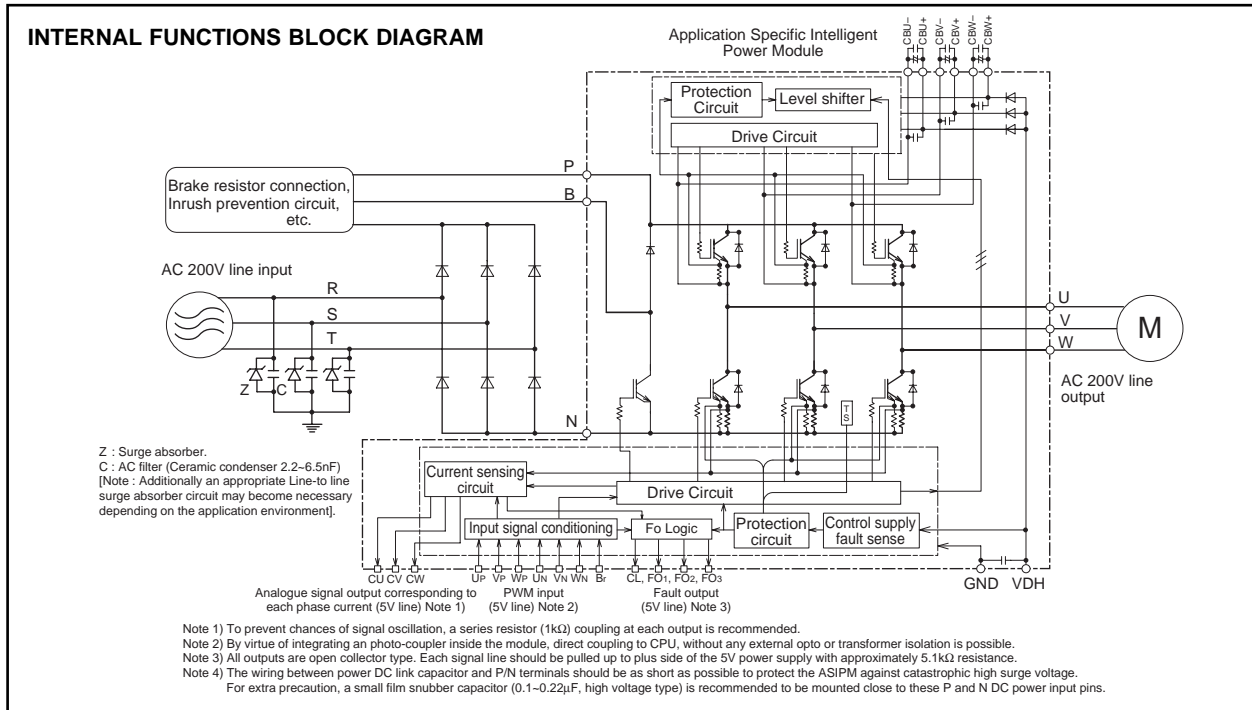 INTERNAL FUNCTIONS BLOCK DIAGRAM
Application Specific Intelligent
Power Module
CBU–
CBU+
CBV–
CBV+
CBW–
CBW+
Protection
Circuit
Level shifter
Drive Circuit
Brake resistor connection,
Inrush prevention circuit,
etc.
P
B
AC 200V line input
R
S
T
Z
C
N
U
V
W
M
AC 200V line
output
T
S
Z : Surge absorber.
C : AC filter (Ceramic condenser 2.2~6.5nF)
[Note : Additionally an appropriate Line-to line
surge absorber circuit may become necessary
depending on the application environment].
Current sensing
circuit
Drive Circuit
Input signal conditioning
Fo Logic
Protection
circuit
Control supply
fault sense
CU CV CW
UP VP WP UN VN WN Br
CL, FO1, FO2, FO3
GND VDH
Analogue signal output corresponding to
each phase current (5V line) Note 1)
PWM input
(5V line) Note 2)
Fault output
(5V line) Note 3)
Note 1) To prevent chances of signal oscillation, a series resistor (1kΩ) coupling at each output is recommended.
Note 2) By virtue of integrating an photo-coupler inside the module, direct coupling to CPU, without any external opto or transformer isolation is possible.
Note 3) All outputs are open collector type. Each signal line should be pulled up to plus side of the 5V power supply with approximately 5.1kΩ resistance.
Note 4) The wiring between power DC link capacitor and P/N terminals should be as short as possible to protect the ASIPM against catastrophic high surge voltage.
For extra precaution, a small film snubber capacitor (0.1~0.22μF, high voltage type) is recommended to be mounted close to these P and N DC power input pins.